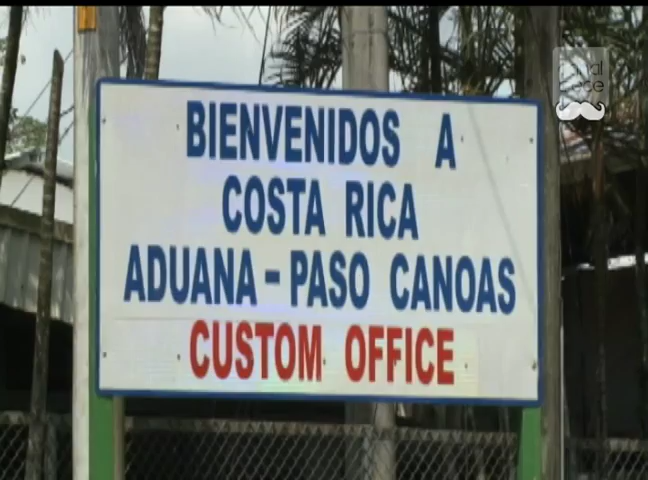 BIENVENIDOS A
COSTA RICA
ADUANA - PASO CANOAS
CUSTOM OFFICE